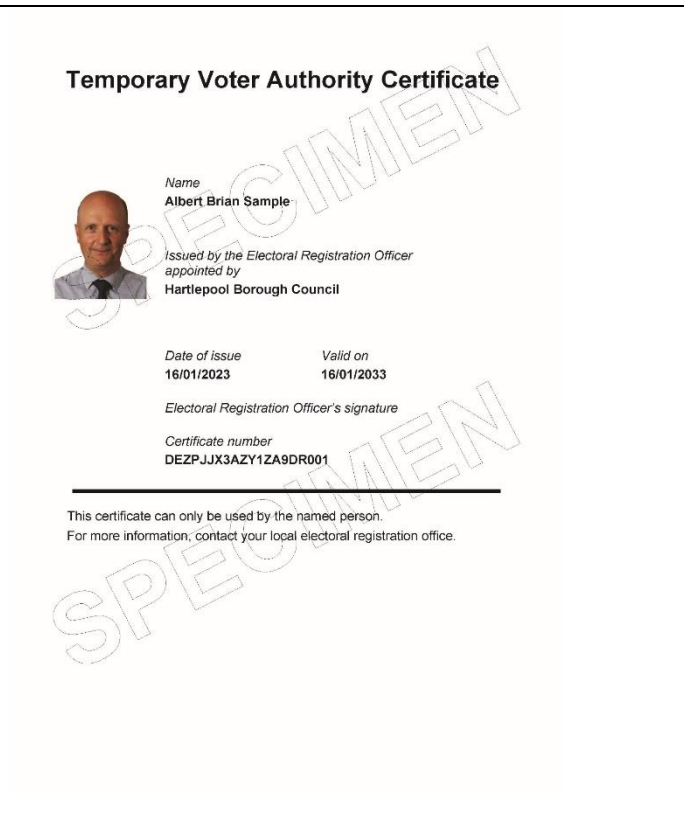 Temporary Voter Authority Certificate
SPECIMEN
Name
Albert Brian Sample
Issued by the Electoral Registration Officer
appointed by
Hartlepool Borough Council
Date of issue Valid on
16/01/2023 16/01/2033
Electoral Registration Officer's signature
Certificate number
DEZPJJX3AZY1ZA9DR001
This certificate can only be used by the named person.
For more information, contact your local electoral registration office.
SPECIMEN